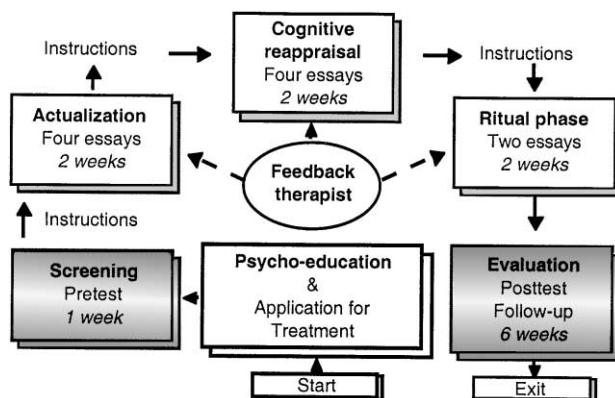 Instructions
Cognitive
reappraisal
Four essays
2 weeks
Instructions
Actualization
Four essays
2 weeks
Feedback
therapist
Ritual phase
Two essays
2 weeks
Instructions
Screening
Pretest
1 week
Psycho-education
&
Application for
Treatment
Evaluation
Posttest
Follow-up
6 weeks
Start
Exit